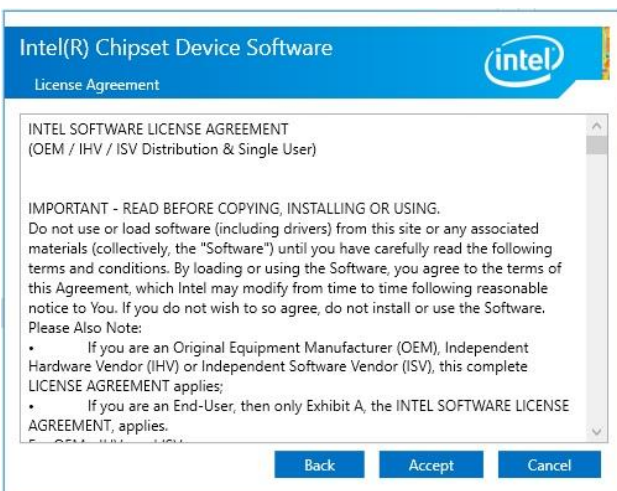 Intel(R) Chipset Device Software
intel
License Agreement
INTEL SOFTWARE LICENSE AGREEMENT
(OEM / IHV / ISV Distribution & Single User)
IMPORTANT - READ BEFORE COPYING, INSTALLING OR USING.
Do not use or load software (including drivers) from this site or any associated
materials (collectively, the "Software") until you have carefully read the following
terms and conditions. By loading or using the Software, you agree to the terms of
this Agreement, which Intel may modify from time to time following reasonable
notice to You. If you do not wish to so agree, do not install or use the Software.
Please Also Note:
• If you are an Original Equipment Manufacturer (OEM), Independent
Hardware Vendor (IHV) or Independent Software Vendor (ISV), this complete
LICENSE AGREEMENT applies;
• If you are an End-User, then only Exhibit A, the INTEL SOFTWARE LICENSE
AGREEMENT, applies.
Back
Accept
Cancel